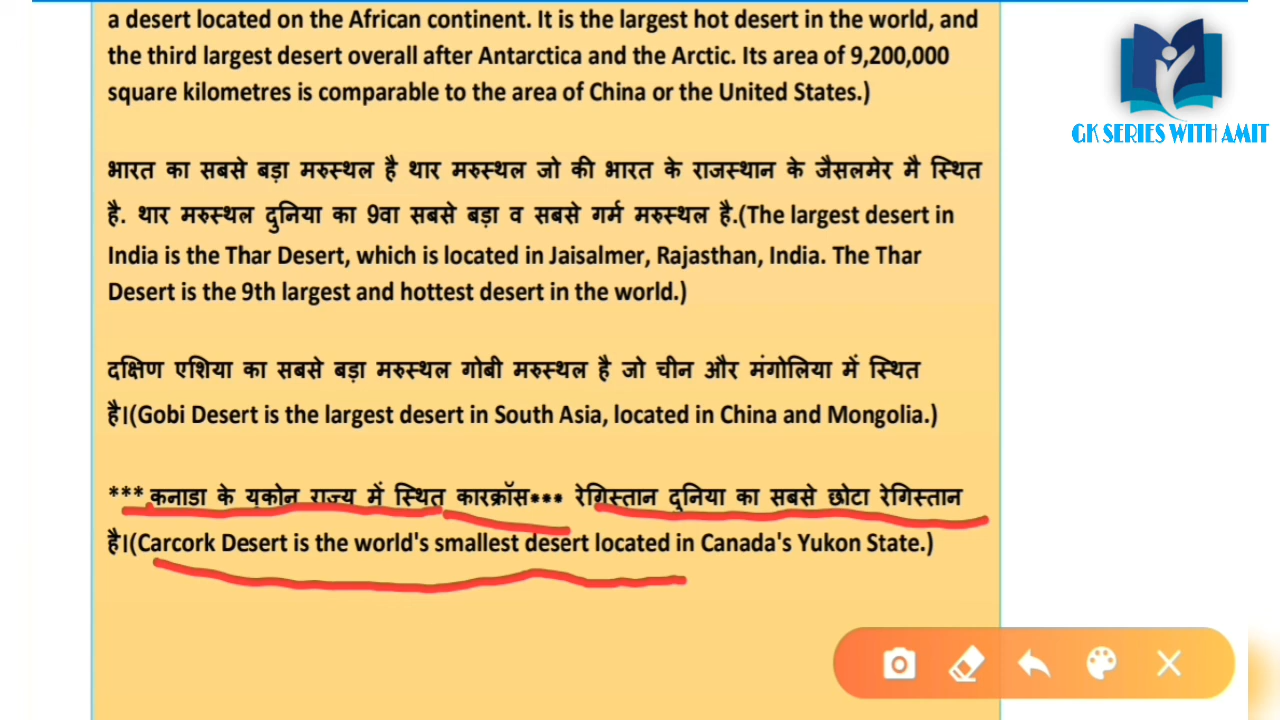 a desert located on the African continent. It is the largest hot desert in the world, and
the third largest desert overall after Antarctica and the Arctic. Its area of 9,200,000
square kilometres is comparable to the area of China or the United States.)
GK SERIES WITH AMIT
भारत का सबसे बड़ा मरुस्थल है थार मरुस्थल जो की भारत के राजस्थान के जैसलमेर मै स्थित
है. थार मरुस्थल दुनिया का 9वा सबसे बड़ा व सबसे गर्म मरुस्थल है.(The largest desert in
India is the Thar Desert, which is located in Jaisalmer, Rajasthan, India. The Thar
Desert is the 9th largest and hottest desert in the world.)
दक्षिण एशिया का सबसे बड़ा मरुस्थल गोबी मरुस्थल है जो चीन और मंगोलिया में स्थित
है।(Gobi Desert is the largest desert in South Asia, located in China and Mongolia.)
*** कनाडा के युकोन राज्य में स्थित कारक्रॉस*** रेगिस्तान दुनिया का सबसे छोटा रेगिस्तान
है।(Carcork Desert is the world's smallest desert located in Canada's Yukon State.)